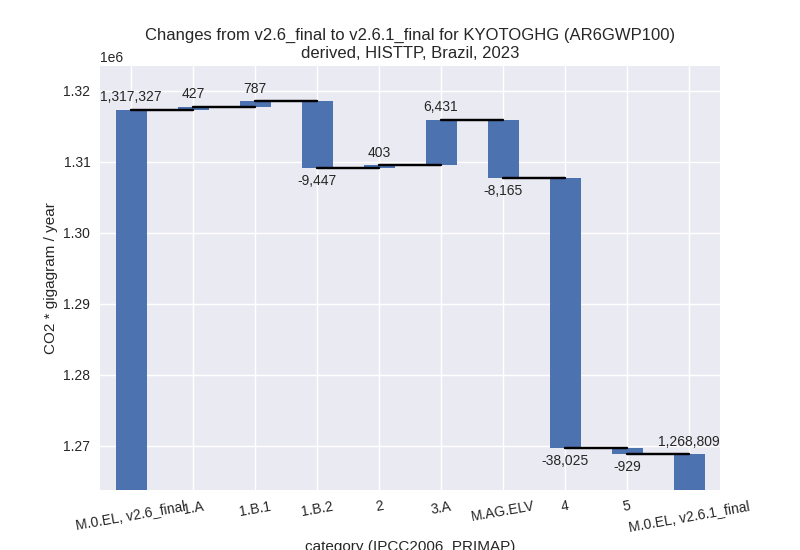 Changes from v2.6_final to v2.6.1_final for KYOTOGHG (AR6GWP100)
derived, HISTTP, Brazil, 2023
1e6
1.32
1.31
1.30
1.29
1.28
1.27
CO2 * gigagram / year
1,317,327
427
787
-9,447
403
6,431
-8,165
-38,025
-929
1,268,809
M.0.EL, v2.6_final
1.A
1.B.1
1.B.2
2
3.A
M.AG.ELV
4
5
M.0.EL, v2.6.1_final
category (IPCC2006_PRIMAP)